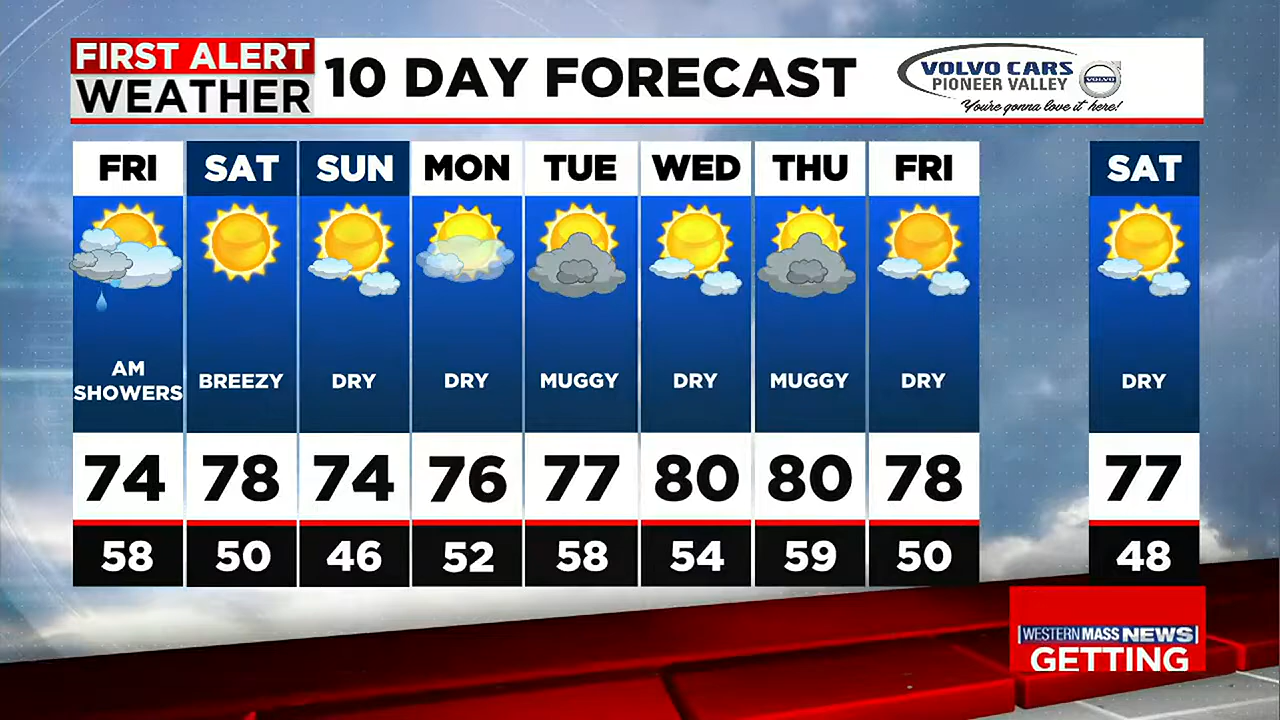 FIRST ALERT
WEATHER
10 DAY FORECAST
VOLVO CARS
PIONEER VALLEY
VOLVO
You're gonna love it here!
FRI SAT SUN MON TUE WED THU FRI SAT
AM
SHOWERS BREEZY DRY DRY MUGGY DRY MUGGY DRY DRY
74 78 74 76 77 80 80 78 77
58 50 46 52 58 54 59 50 48
WESTERN MASS NEWS
GETTING